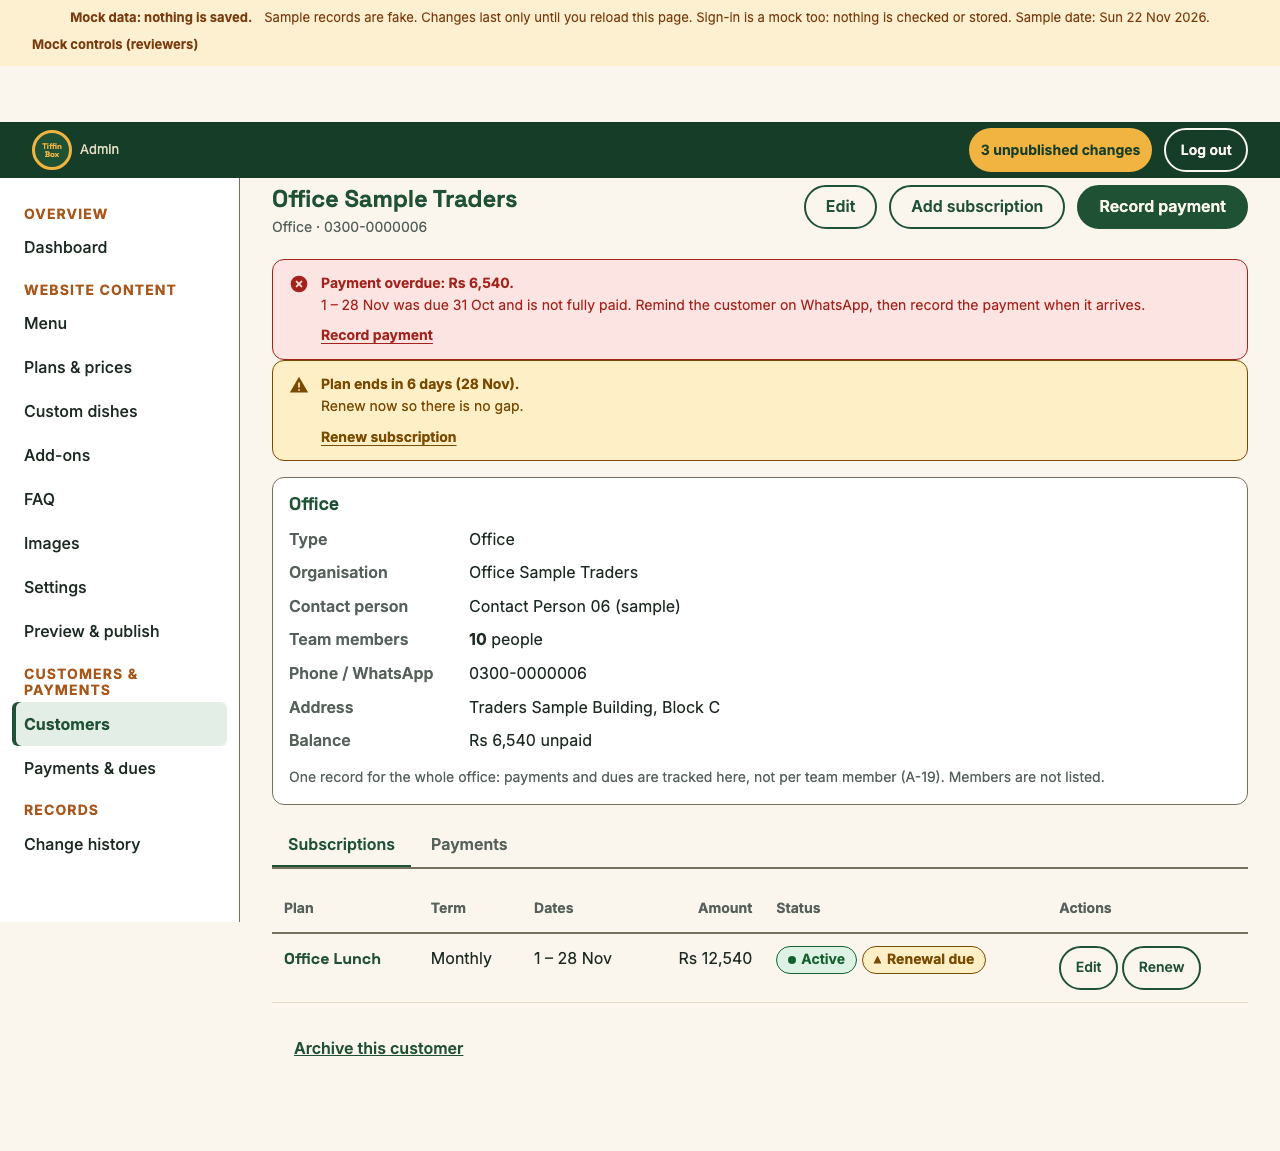 Mock data: nothing is saved. Sample records are fake. Changes last only until you reload this page. Sign-in is a mock too: nothing is checked or stored. Sample date: Sun 22 Nov 2026.
Mock controls (reviewers)
Tiffin
Box
Admin
3 unpublished changes
Log out
OVERVIEW
Dashboard
WEBSITE CONTENT
Menu
Plans & prices
Custom dishes
Add-ons
FAQ
Images
Settings
Preview & publish
CUSTOMERS &
PAYMENTS
Customers
Payments & dues
RECORDS
Change history
Office Sample Traders
Office · 0300-0000006
Edit
Add subscription
Record payment
Payment overdue: Rs 6,540.
1 – 28 Nov was due 31 Oct and is not fully paid. Remind the customer on WhatsApp, then record the payment when it arrives.
Record payment
Plan ends in 6 days (28 Nov).
Renew now so there is no gap.
Renew subscription
Office
Type Office
Organisation Office Sample Traders
Contact person Contact Person 06 (sample)
Team members 10 people
Phone / WhatsApp 0300-0000006
Address Traders Sample Building, Block C
Balance Rs 6,540 unpaid
One record for the whole office: payments and dues are tracked here, not per team member (A-19). Members are not listed.
Subscriptions Payments
Plan Term Dates Amount Status Actions
Office Lunch Monthly 1 – 28 Nov Rs 12,540 Active Renewal due Edit Renew
Archive this customer